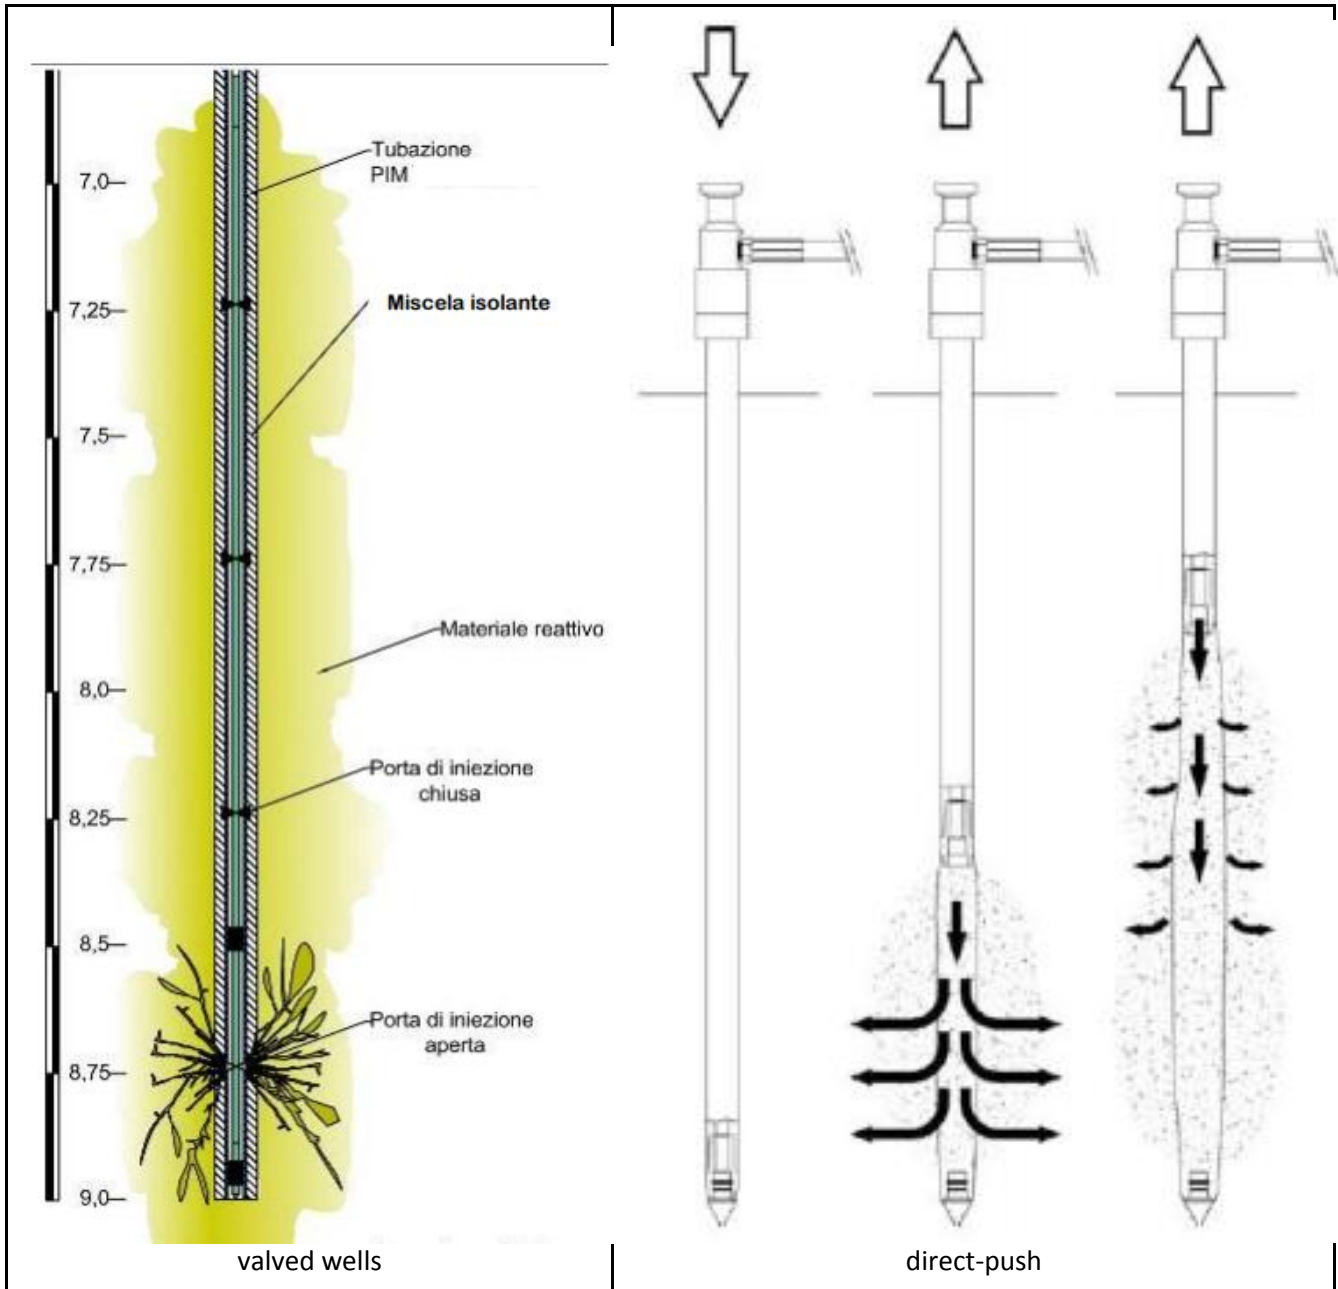 Tubazione
PIM
7,0
7,25
Miscela isolante
7,5
7,75
Materiale reattivo
8,0
Porta di iniezione
chiusa
8,25
8,5
Porta di iniezione
aperta
8,75
9,0
valved wells
direct-push